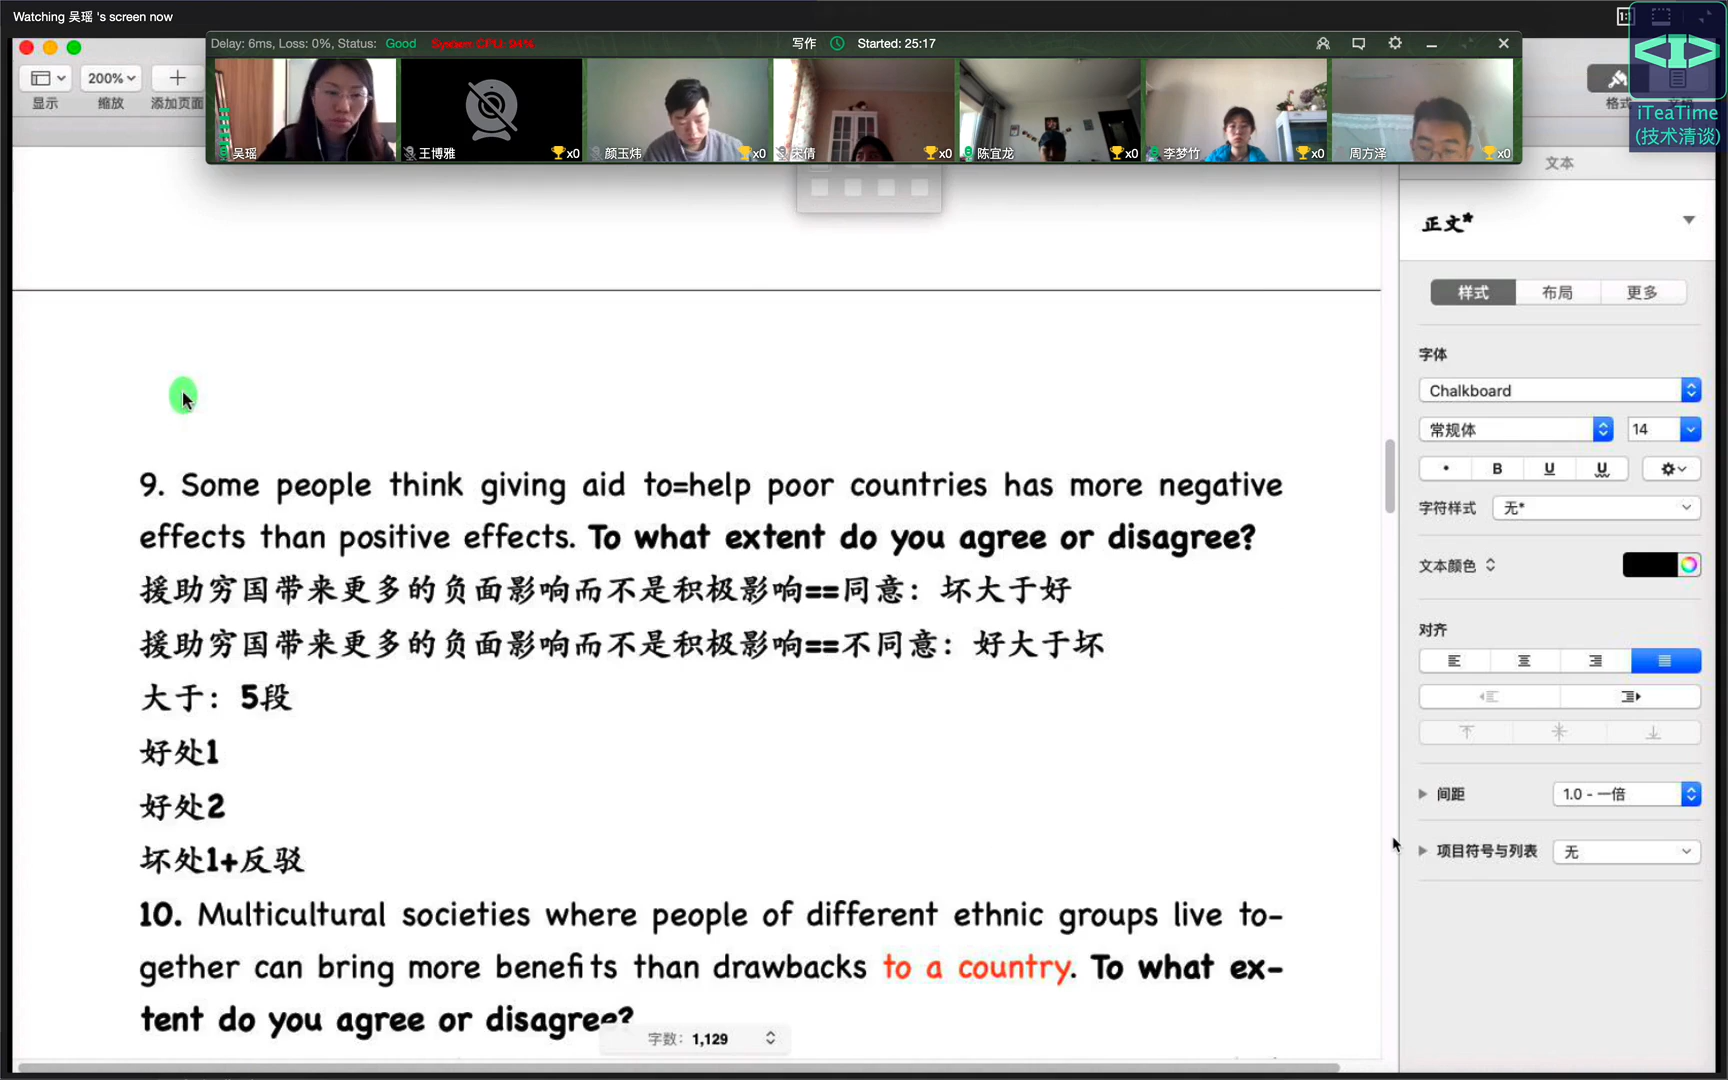 Watching 吴瑶 's screen now
Delay: 6ms, Loss: 0%, Status: Good System CPU: 94%
写作 Started: 25:17
200%
显示 缩放 添加页面
吴瑶
王博雅 x0
颜玉炜 x0
宋倩 x0
陈宜龙 x0
李梦竹 x0
周方泽 x0
格式
iTeaTime
(技术清谈)
文本
正文*
样式 布局 更多
字体
Chalkboard
常规体 14
B U U
字符样式 无*
文本颜色
对齐
间距 1.0 - 一倍
项目符号与列表 无
9. Some people think giving aid to=help poor countries has more negative
effects than positive effects. To what extent do you agree or disagree?
援助穷国带来更多的负面影响而不是积极影响==同意：坏大于好
援助穷国带来更多的负面影响而不是积极影响==不同意：好大于坏
大于：5段
好处1
好处2
坏处1+反驳
10. Multicultural societies where people of different ethnic groups live to-
gether can bring more benefits than drawbacks to a country. To what ex-
tent do you agree or disagree?
字数： 1,129